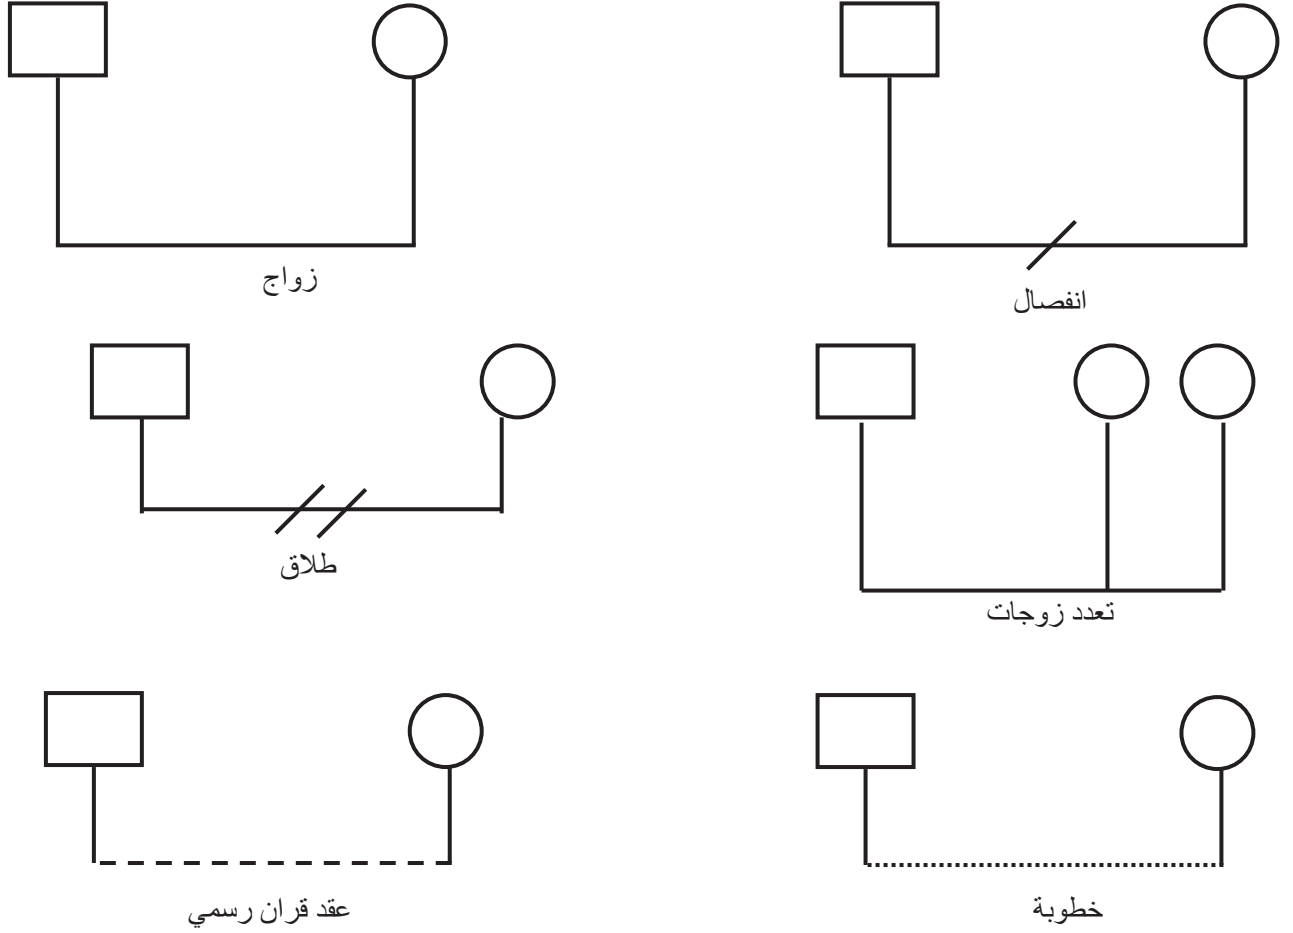 زواج
انفصال
طلاق
تعدد زوجات
عقد قران رسمي
خطوبة